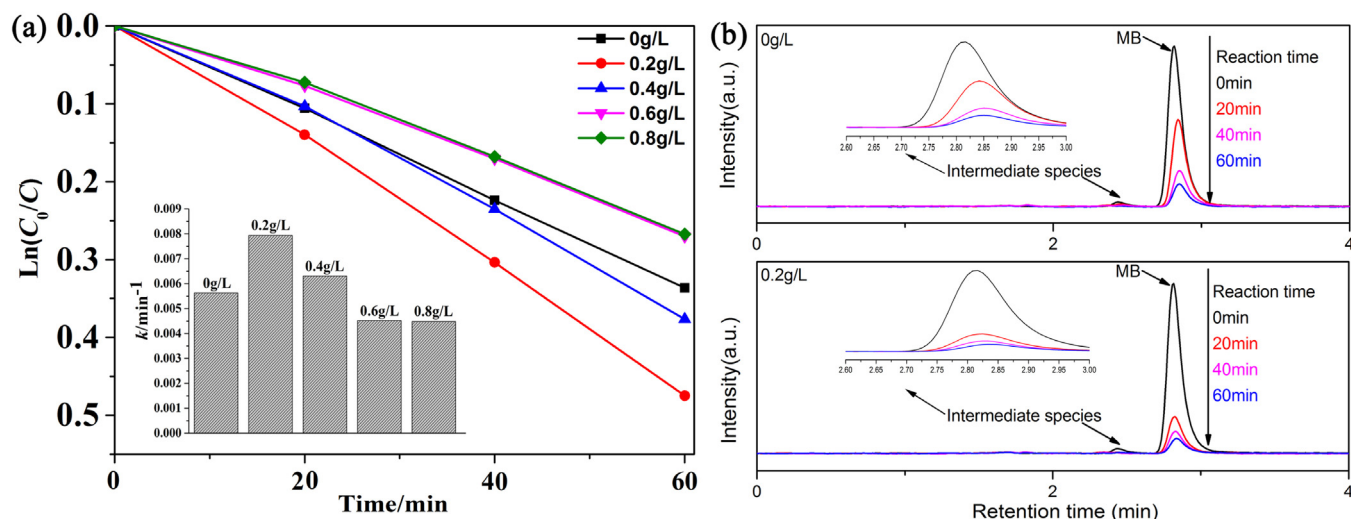 (a)
0.0
0.1
0.2
0.3
0.4
0.5
Ln(C0/C)
0g/L
0.2g/L
0.4g/L
0.6g/L
0.8g/L
0.009
0.008
0.007
0.006
0.005
0.004
0.003
0.002
0.001
0.000
k/min-1
0g/L
0.2g/L
0.4g/L
0.6g/L
0.8g/L
0 20 40 60
Time/min
(b)
0g/L
MB
Reaction time
0min
20min
40min
60min
2.60 2.65 2.70 2.75 2.80 2.85 2.90 2.95 3.00
Intermediate species
Intensity(a.u.)
0 2 4
0.2g/L
MB
Reaction time
0min
20min
40min
60min
2.60 2.65 2.70 2.75 2.80 2.85 2.90 2.95 3.00
Intermediate species
Intensity(a.u.)
0 2 4
Retention time (min)